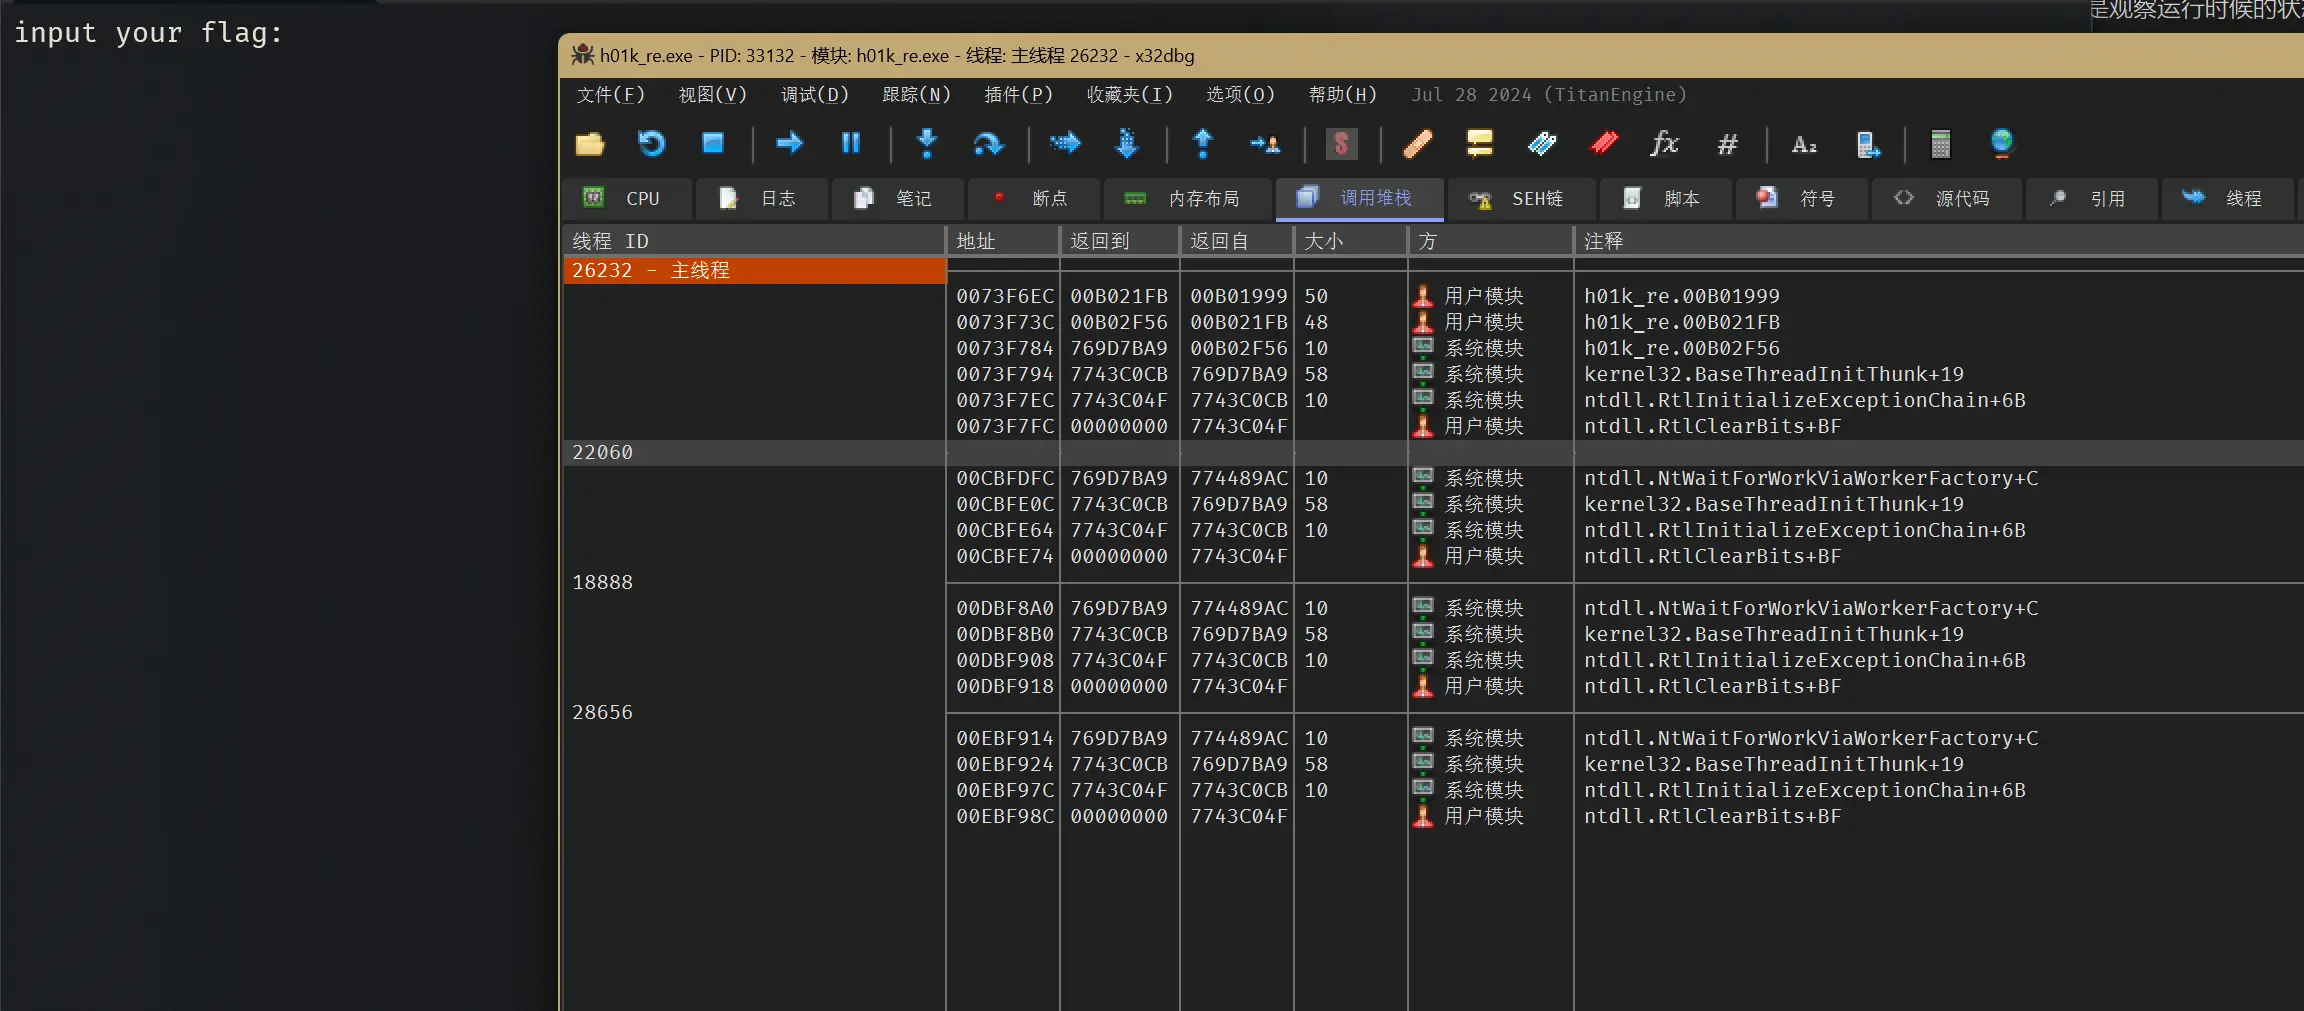 input your flag:
是观察运行时候的状
h01k_re.exe - PID: 33132 - 模块: h01k_re.exe - 线程: 主线程 26232 - x32dbg
文件(F) 视图(V) 调试(D) 跟踪(N) 插件(P) 收藏夹(I) 选项(O) 帮助(H) Jul 28 2024 (TitanEngine)
CPU 日志 笔记 断点 内存布局 调用堆栈 SEH链 脚本 符号 源代码 引用 线程
线程 ID 地址 返回到 返回自 大小 方 注释
26232 - 主线程
0073F6EC 00B021FB 00B01999 50 用户模块 h01k_re.00B01999
0073F73C 00B02F56 00B021FB 48 用户模块 h01k_re.00B021FB
0073F784 769D7BA9 00B02F56 10 系统模块 h01k_re.00B02F56
0073F794 7743C0CB 769D7BA9 58 系统模块 kernel32.BaseThreadInitThunk+19
0073F7EC 7743C04F 7743C0CB 10 系统模块 ntdll.RtlInitializeExceptionChain+6B
0073F7FC 00000000 7743C04F 用户模块 ntdll.RtlClearBits+BF
22060
00CBFDFC 769D7BA9 774489AC 10 系统模块 ntdll.NtWaitForWorkViaWorkerFactory+C
00CBFE0C 7743C0CB 769D7BA9 58 系统模块 kernel32.BaseThreadInitThunk+19
00CBFE64 7743C04F 7743C0CB 10 系统模块 ntdll.RtlInitializeExceptionChain+6B
00CBFE74 00000000 7743C04F 用户模块 ntdll.RtlClearBits+BF
18888
00DBF8A0 769D7BA9 774489AC 10 系统模块 ntdll.NtWaitForWorkViaWorkerFactory+C
00DBF8B0 7743C0CB 769D7BA9 58 系统模块 kernel32.BaseThreadInitThunk+19
00DBF908 7743C04F 7743C0CB 10 系统模块 ntdll.RtlInitializeExceptionChain+6B
00DBF918 00000000 7743C04F 用户模块 ntdll.RtlClearBits+BF
28656
00EBF914 769D7BA9 774489AC 10 系统模块 ntdll.NtWaitForWorkViaWorkerFactory+C
00EBF924 7743C0CB 769D7BA9 58 系统模块 kernel32.BaseThreadInitThunk+19
00EBF97C 7743C04F 7743C0CB 10 系统模块 ntdll.RtlInitializeExceptionChain+6B
00EBF98C 00000000 7743C04F 用户模块 ntdll.RtlClearBits+BF